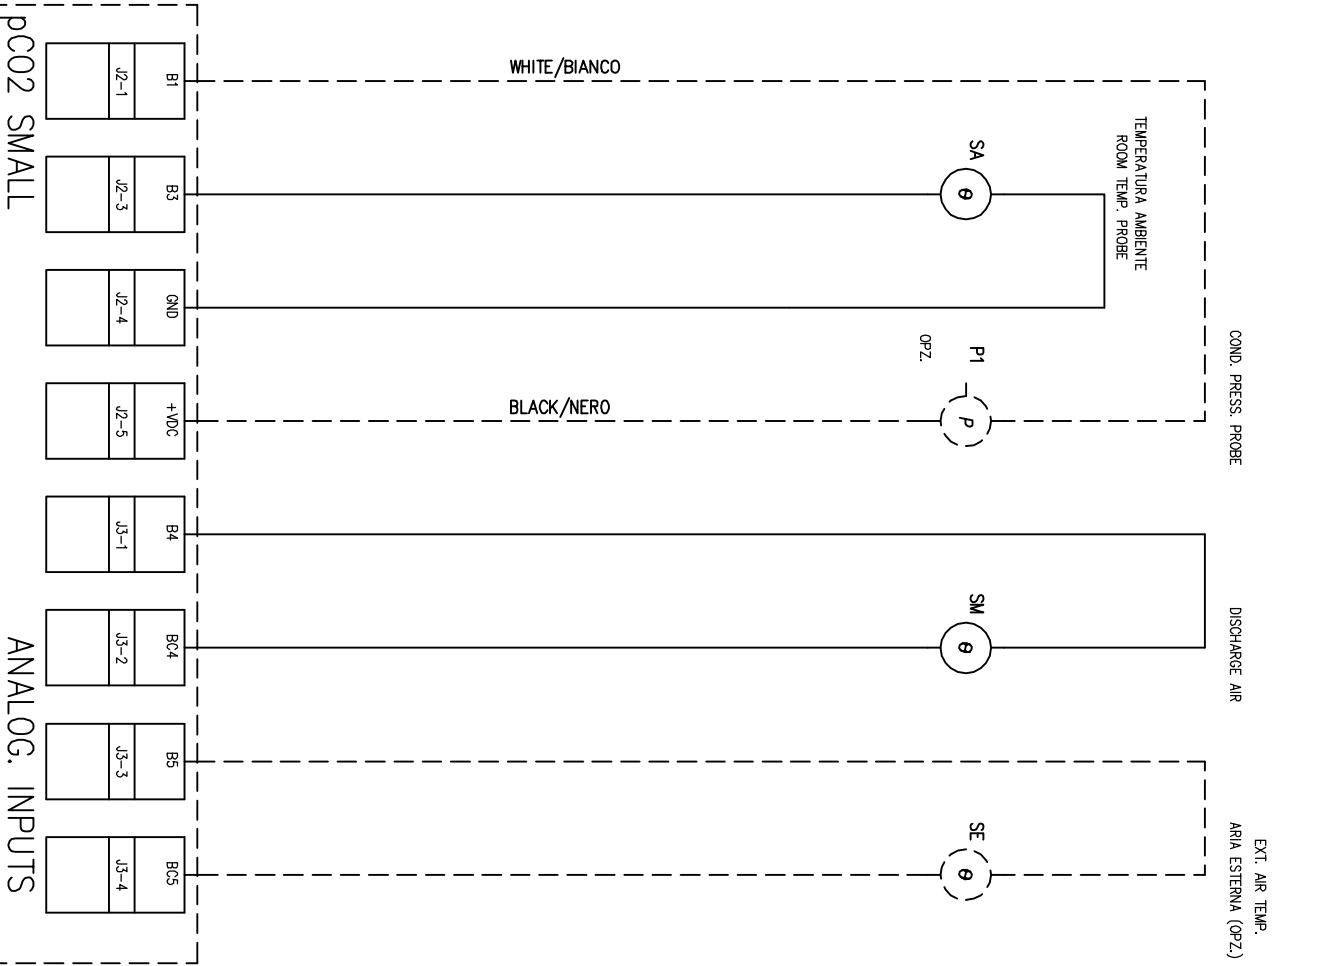 pCO2 SMALL
ANALOG. INPUTS
B1
J2-1
B3
J2-3
GND
J2-4
+VDC
J2-5
B4
J3-1
BC4
J3-2
B5
J3-3
BC5
J3-4
WHITE/BIANCO
BLACK/NERO
SA
θ
TEMPERATURA AMBIENTE
ROOM TEMP. PROBE
P1
OPZ.
P
COND. PRESS. PROBE
SM
θ
DISCHARGE AIR
SE
θ
EXT. AIR TEMP.
ARIA ESTERNA (OPZ.)